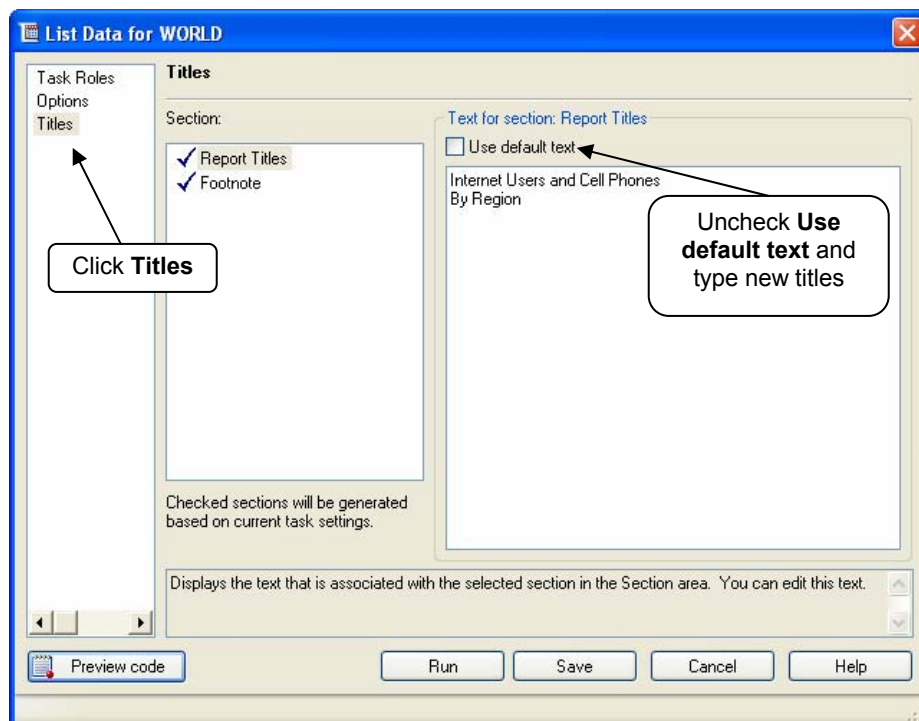 List Data for WORLD
Task Roles
Options
Titles
Titles
Section:
Report Titles
Footnote
Text for section: Report Titles
Use default text
Internet Users and Cell Phones
By Region
Click Titles
Uncheck Use
default text and
type new titles
Checked sections will be generated
based on current task settings.
Displays the text that is associated with the selected section in the Section area. You can edit this text.
Preview code
Run
Save
Cancel
Help